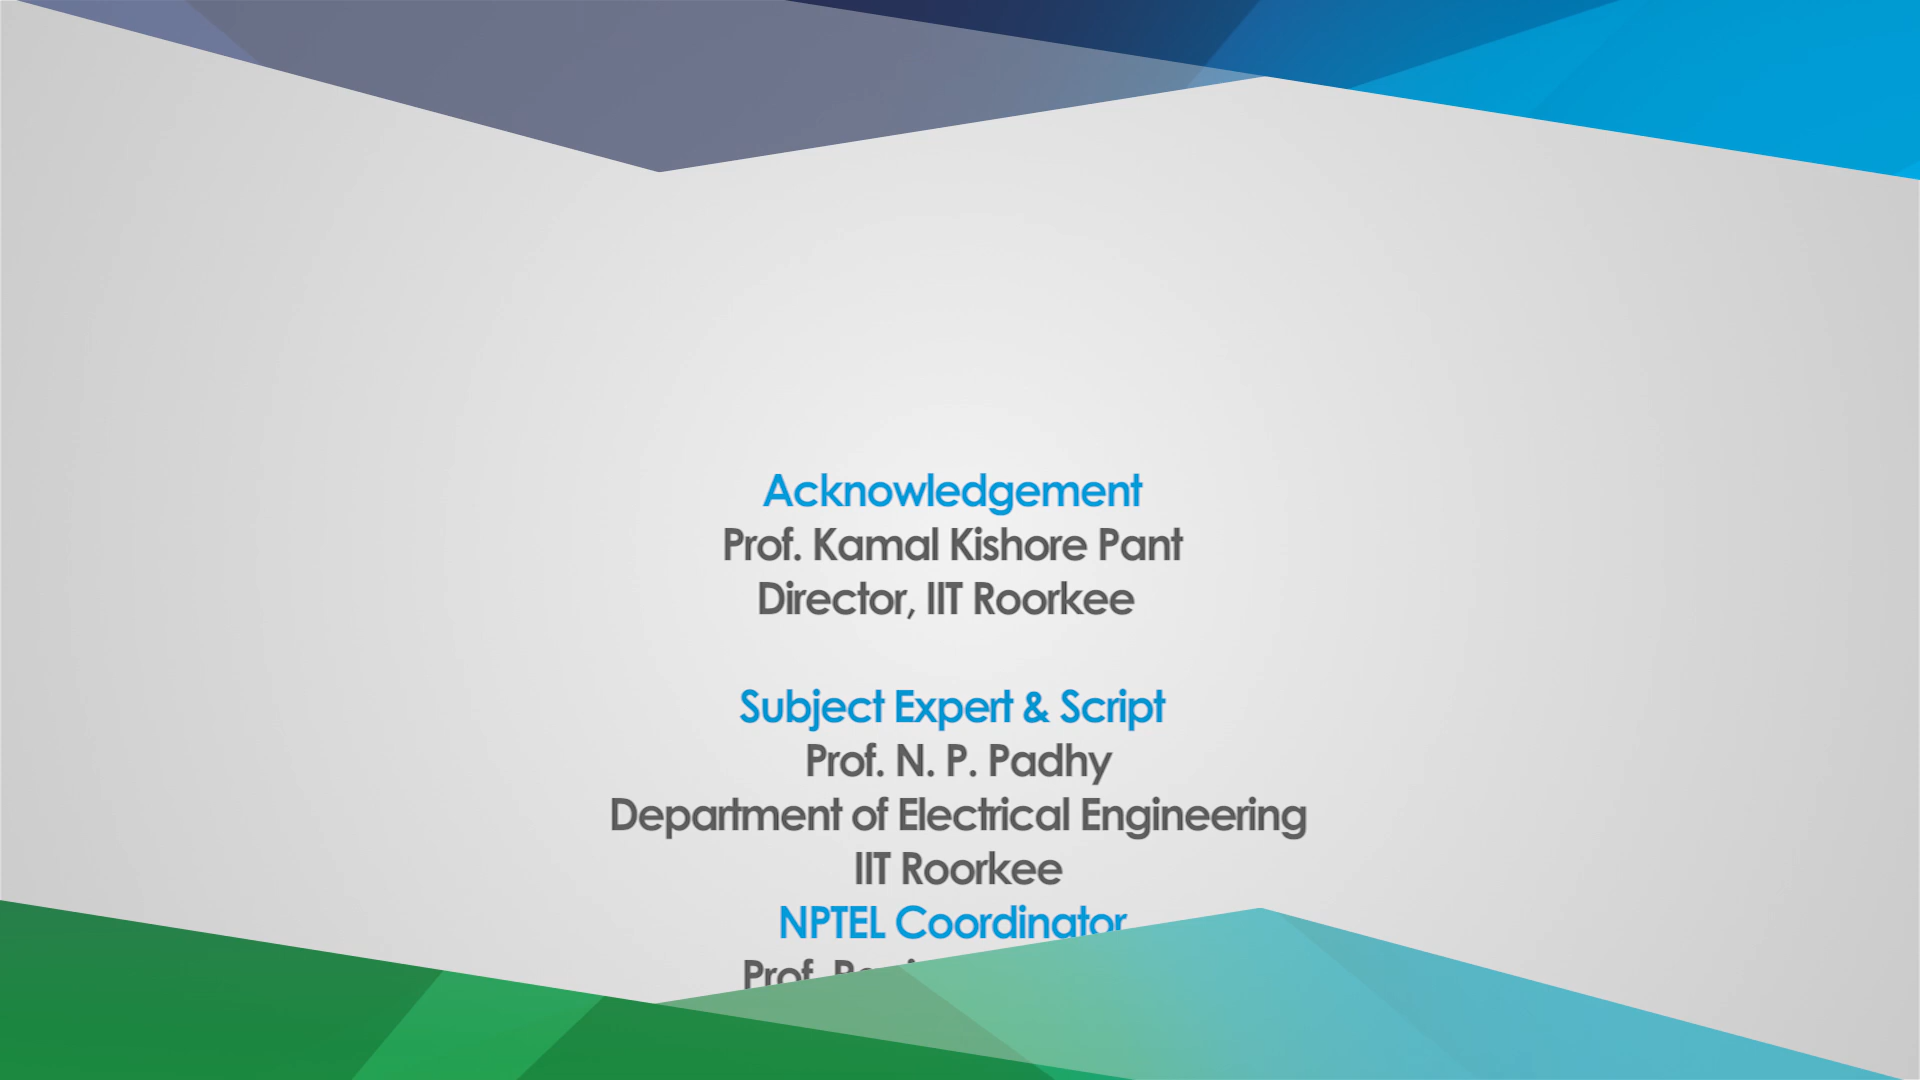 Acknowledgement
Prof. Kamal Kishore Pant
Director, IIT Roorkee
Subject Expert & Script
Prof. N. P. Padhy
Department of Electrical Engineering
IIT Roorkee
NPTEL Coordinator
Prof.